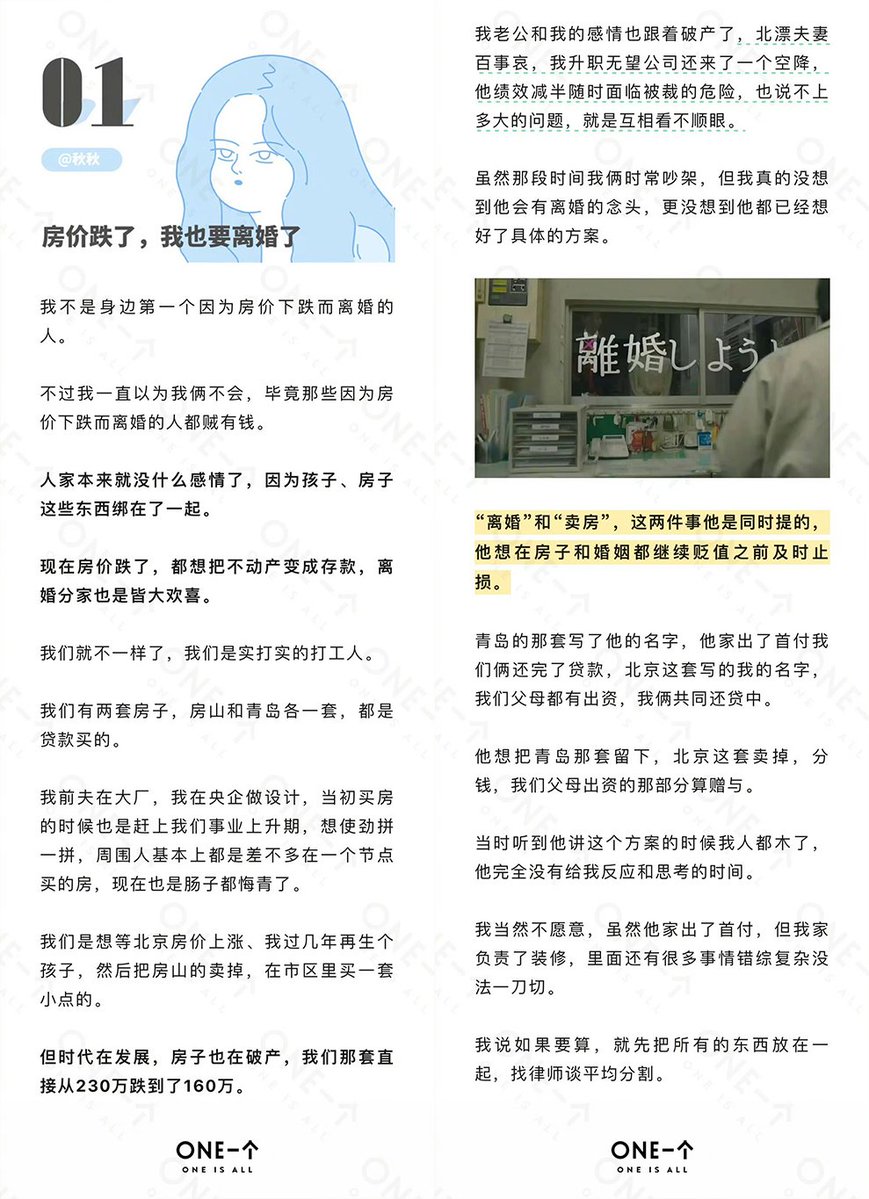 01
@秋秋
房价跌了，我也要离婚了
我不是身边第一个因为房价下跌而离婚的
人。
不过我一直以为我俩不会，毕竟那些因为房
价下跌而离婚的人都贼有钱。
人家本来就没什么感情了，因为孩子、房子
这些东西绑在了一起。
现在房价跌了，都想把不动产变成存款，离
婚分家也是皆大欢喜。
我们就不一样了，我们是实打实的打工人。
我们有两套房子，房山和青岛各一套，都是
贷款买的。
我前夫在大厂，我在央企做设计，当初买房
的时候也是赶上我们事业上升期，想使劲拼
一拼，周围人基本上都是差不多在一个节点
买的房，现在也是肠子都悔青了。
我们是想等北京房价上涨、我过几年再生个
孩子，然后把房山的卖掉，在市区里买一套
小点的。
但时代在发展，房子也在破产，我们那套直
接从230万跌到了160万。
ONE一个
ONE IS ALL
我老公和我的感情也跟着破产了，北漂夫妻
百事哀，我升职无望公司还来了一个空降，
他绩效减半随时面临被裁的危险，也说不上
多大的问题，就是互相看不顺眼。
虽然那段时间我俩时常吵架，但我真的没想
到他会有离婚的念头，更没想到他都已经想
好了具体的方案。
離婚しよう
“离婚”和“卖房”，这两件事他是同时提的，
他想在房子和婚姻都继续贬值之前及时止
损。
青岛的那套写了他的名字，他家出了首付我
们俩还完了贷款，北京这套写的我的名字，
我们父母都有出资，我俩共同还贷中。
他想把青岛那套留下，北京这套卖掉，分
钱，我们父母出资的那部分算赠与。
当时听到他讲这个方案的时候我人都木了，
他完全没有给我反应和思考的时间。
我当然不愿意，虽然他家出了首付，但我家
负责了装修，里面还有很多事情错综复杂没
法一刀切。
我说如果要算，就先把所有的东西放在一
起，找律师谈平均分割。
ONE一个
ONE IS ALL